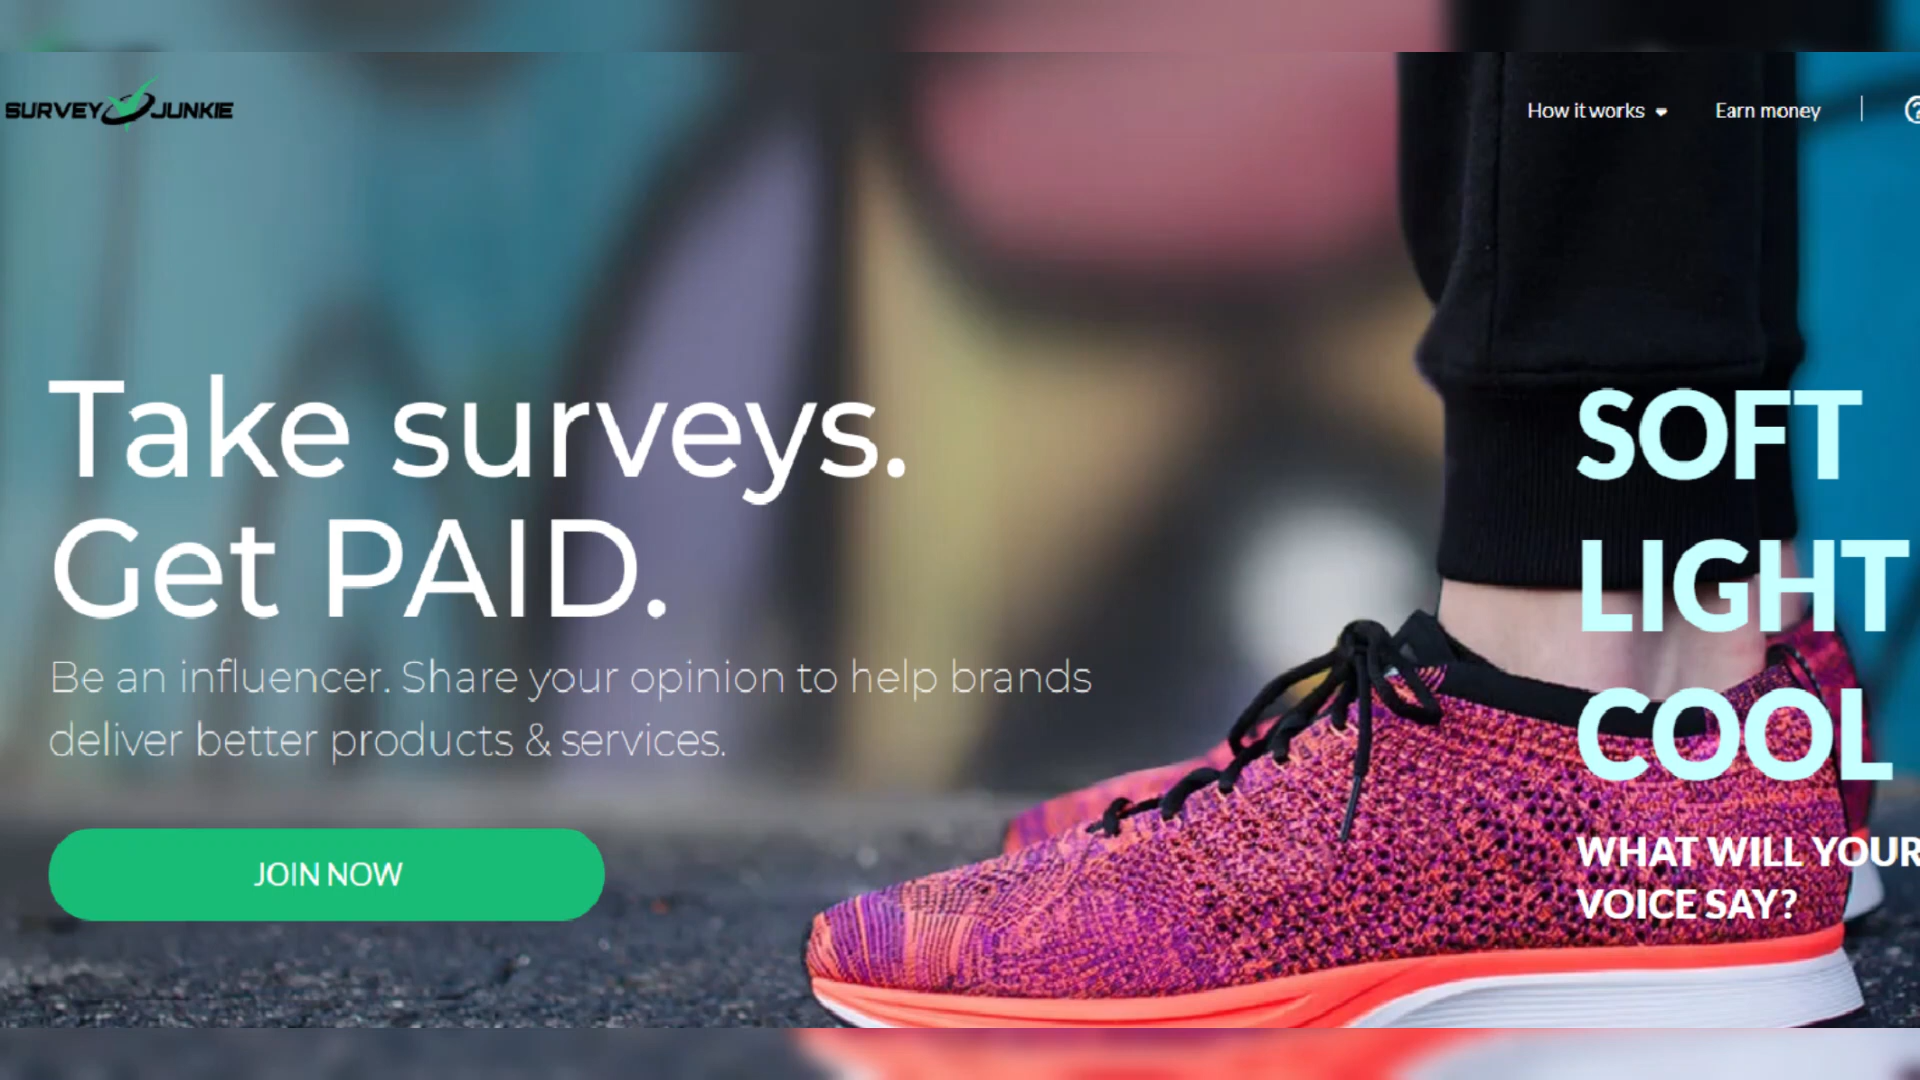 SURVEY JUNKIE
How it works
Earn money
Take surveys.
Get PAID.
Be an influencer. Share your opinion to help brands
deliver better products & services.
JOIN NOW
SOFT
LIGHT
COOL
WHAT WILL YOUR
VOICE SAY?